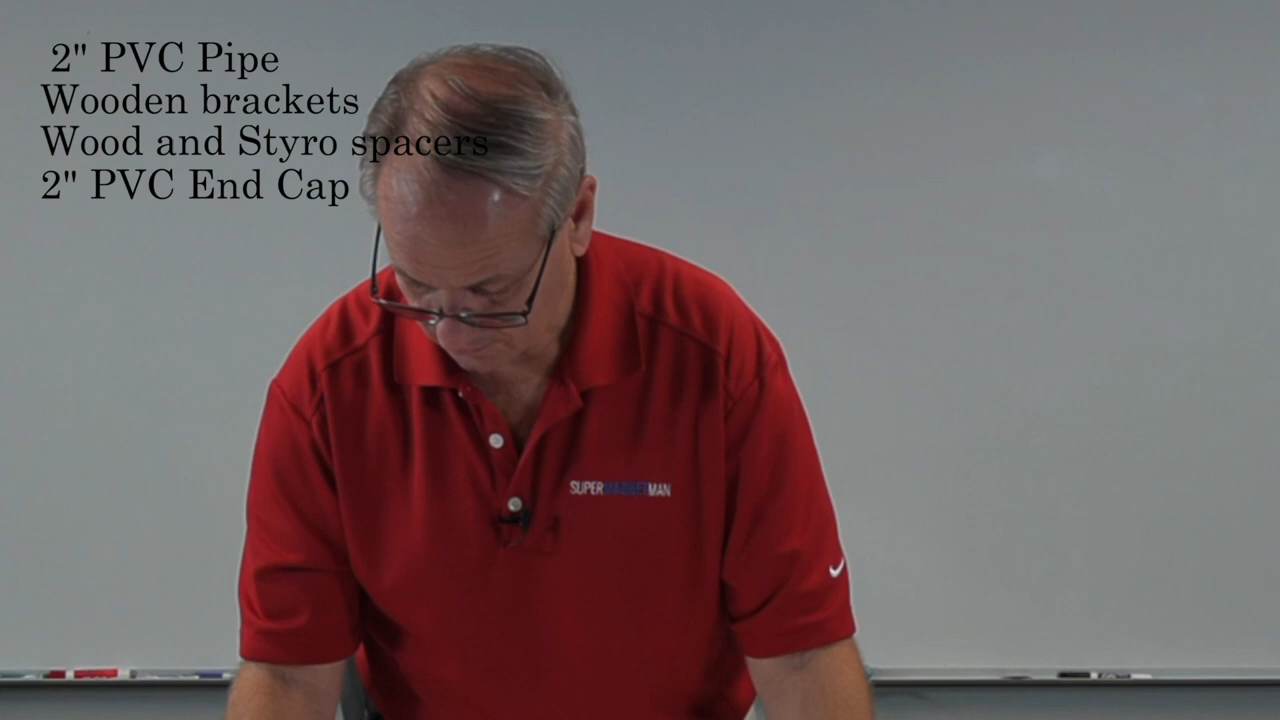 2" PVC Pipe
Wooden brackets
Wood and Styro spacers
2" PVC End Cap
SUPERMAGNETMAN